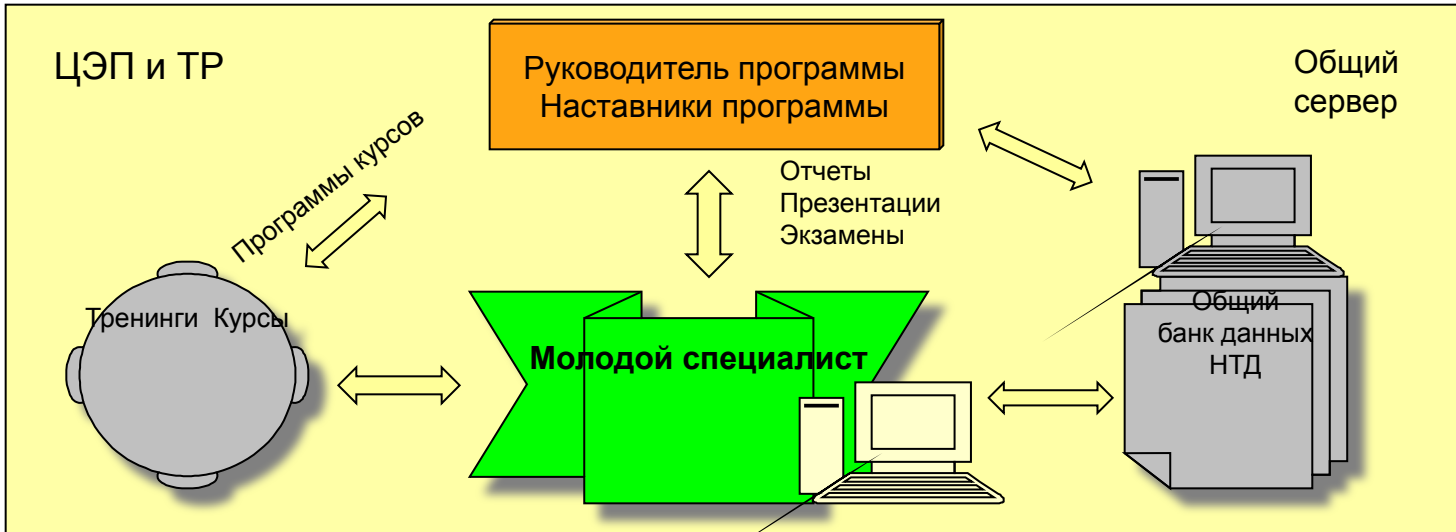 ЦЭП и ТР
Руководитель программы
Наставники программы
Общий
сервер
Программы курсов
Отчеты
Презентации
Экзамены
Тренинги Курсы
Молодой специалист
Общий
банк данных
НТД